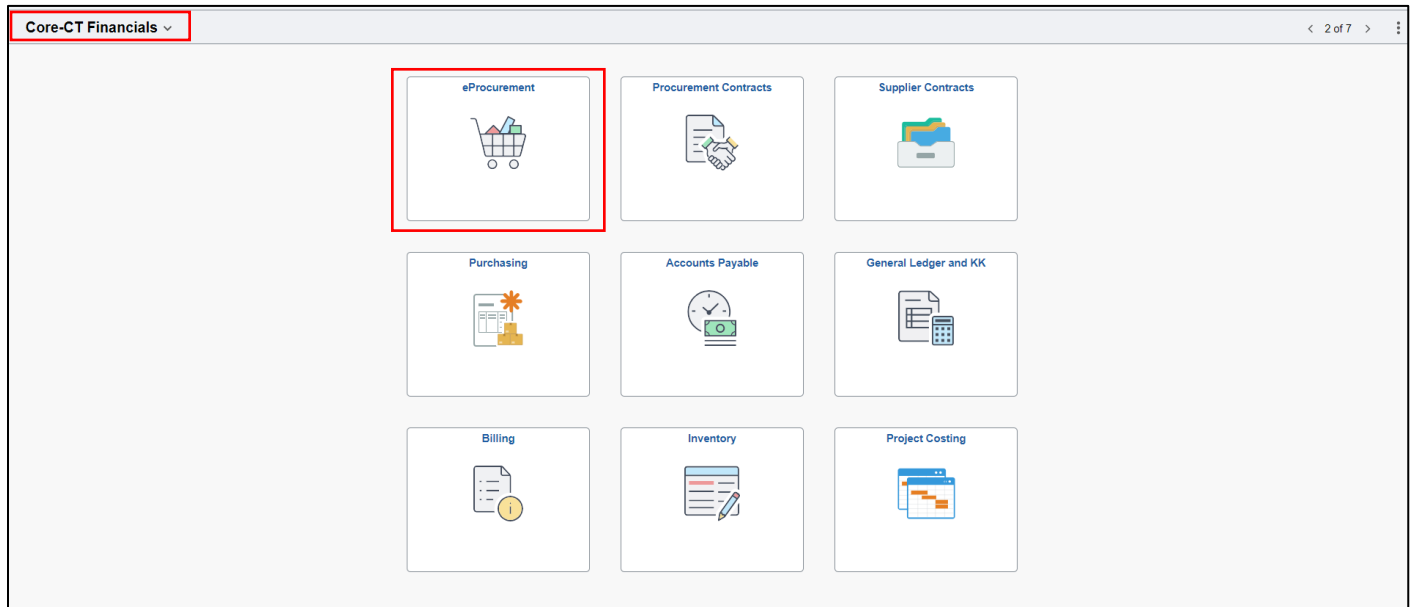 Core-CT Financials
2 of 7
eProcurement
Procurement Contracts
Supplier Contracts
Purchasing
Accounts Payable
General Ledger and KK
Billing
Inventory
Project Costing